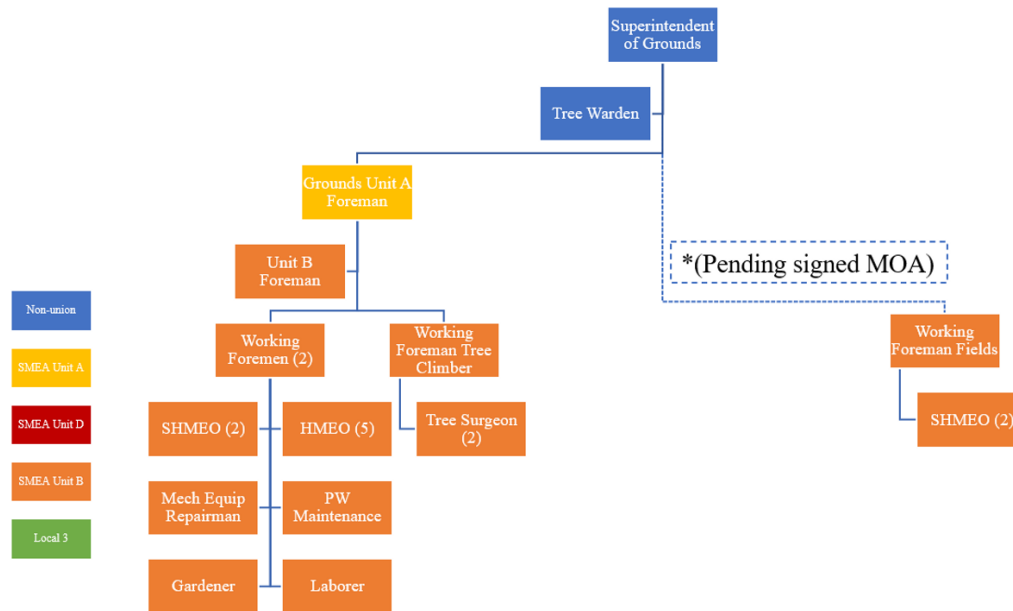 Superintendent
of Grounds
Tree Warden
Grounds Unit A
Foreman
Unit B
Foreman
*(Pending signed MOA)
Non-union
SMEA Unit A
SMEA Unit D
SMEA Unit B
Local 3
Working
Foremen (2)
Working
Foreman Tree
Climber
Working
Foreman Fields
SHMEO (2)
HMEO (5)
Tree Surgeon
(2)
SHMEO (2)
Mech Equip
Repairman
PW
Maintenance
Gardener
Laborer